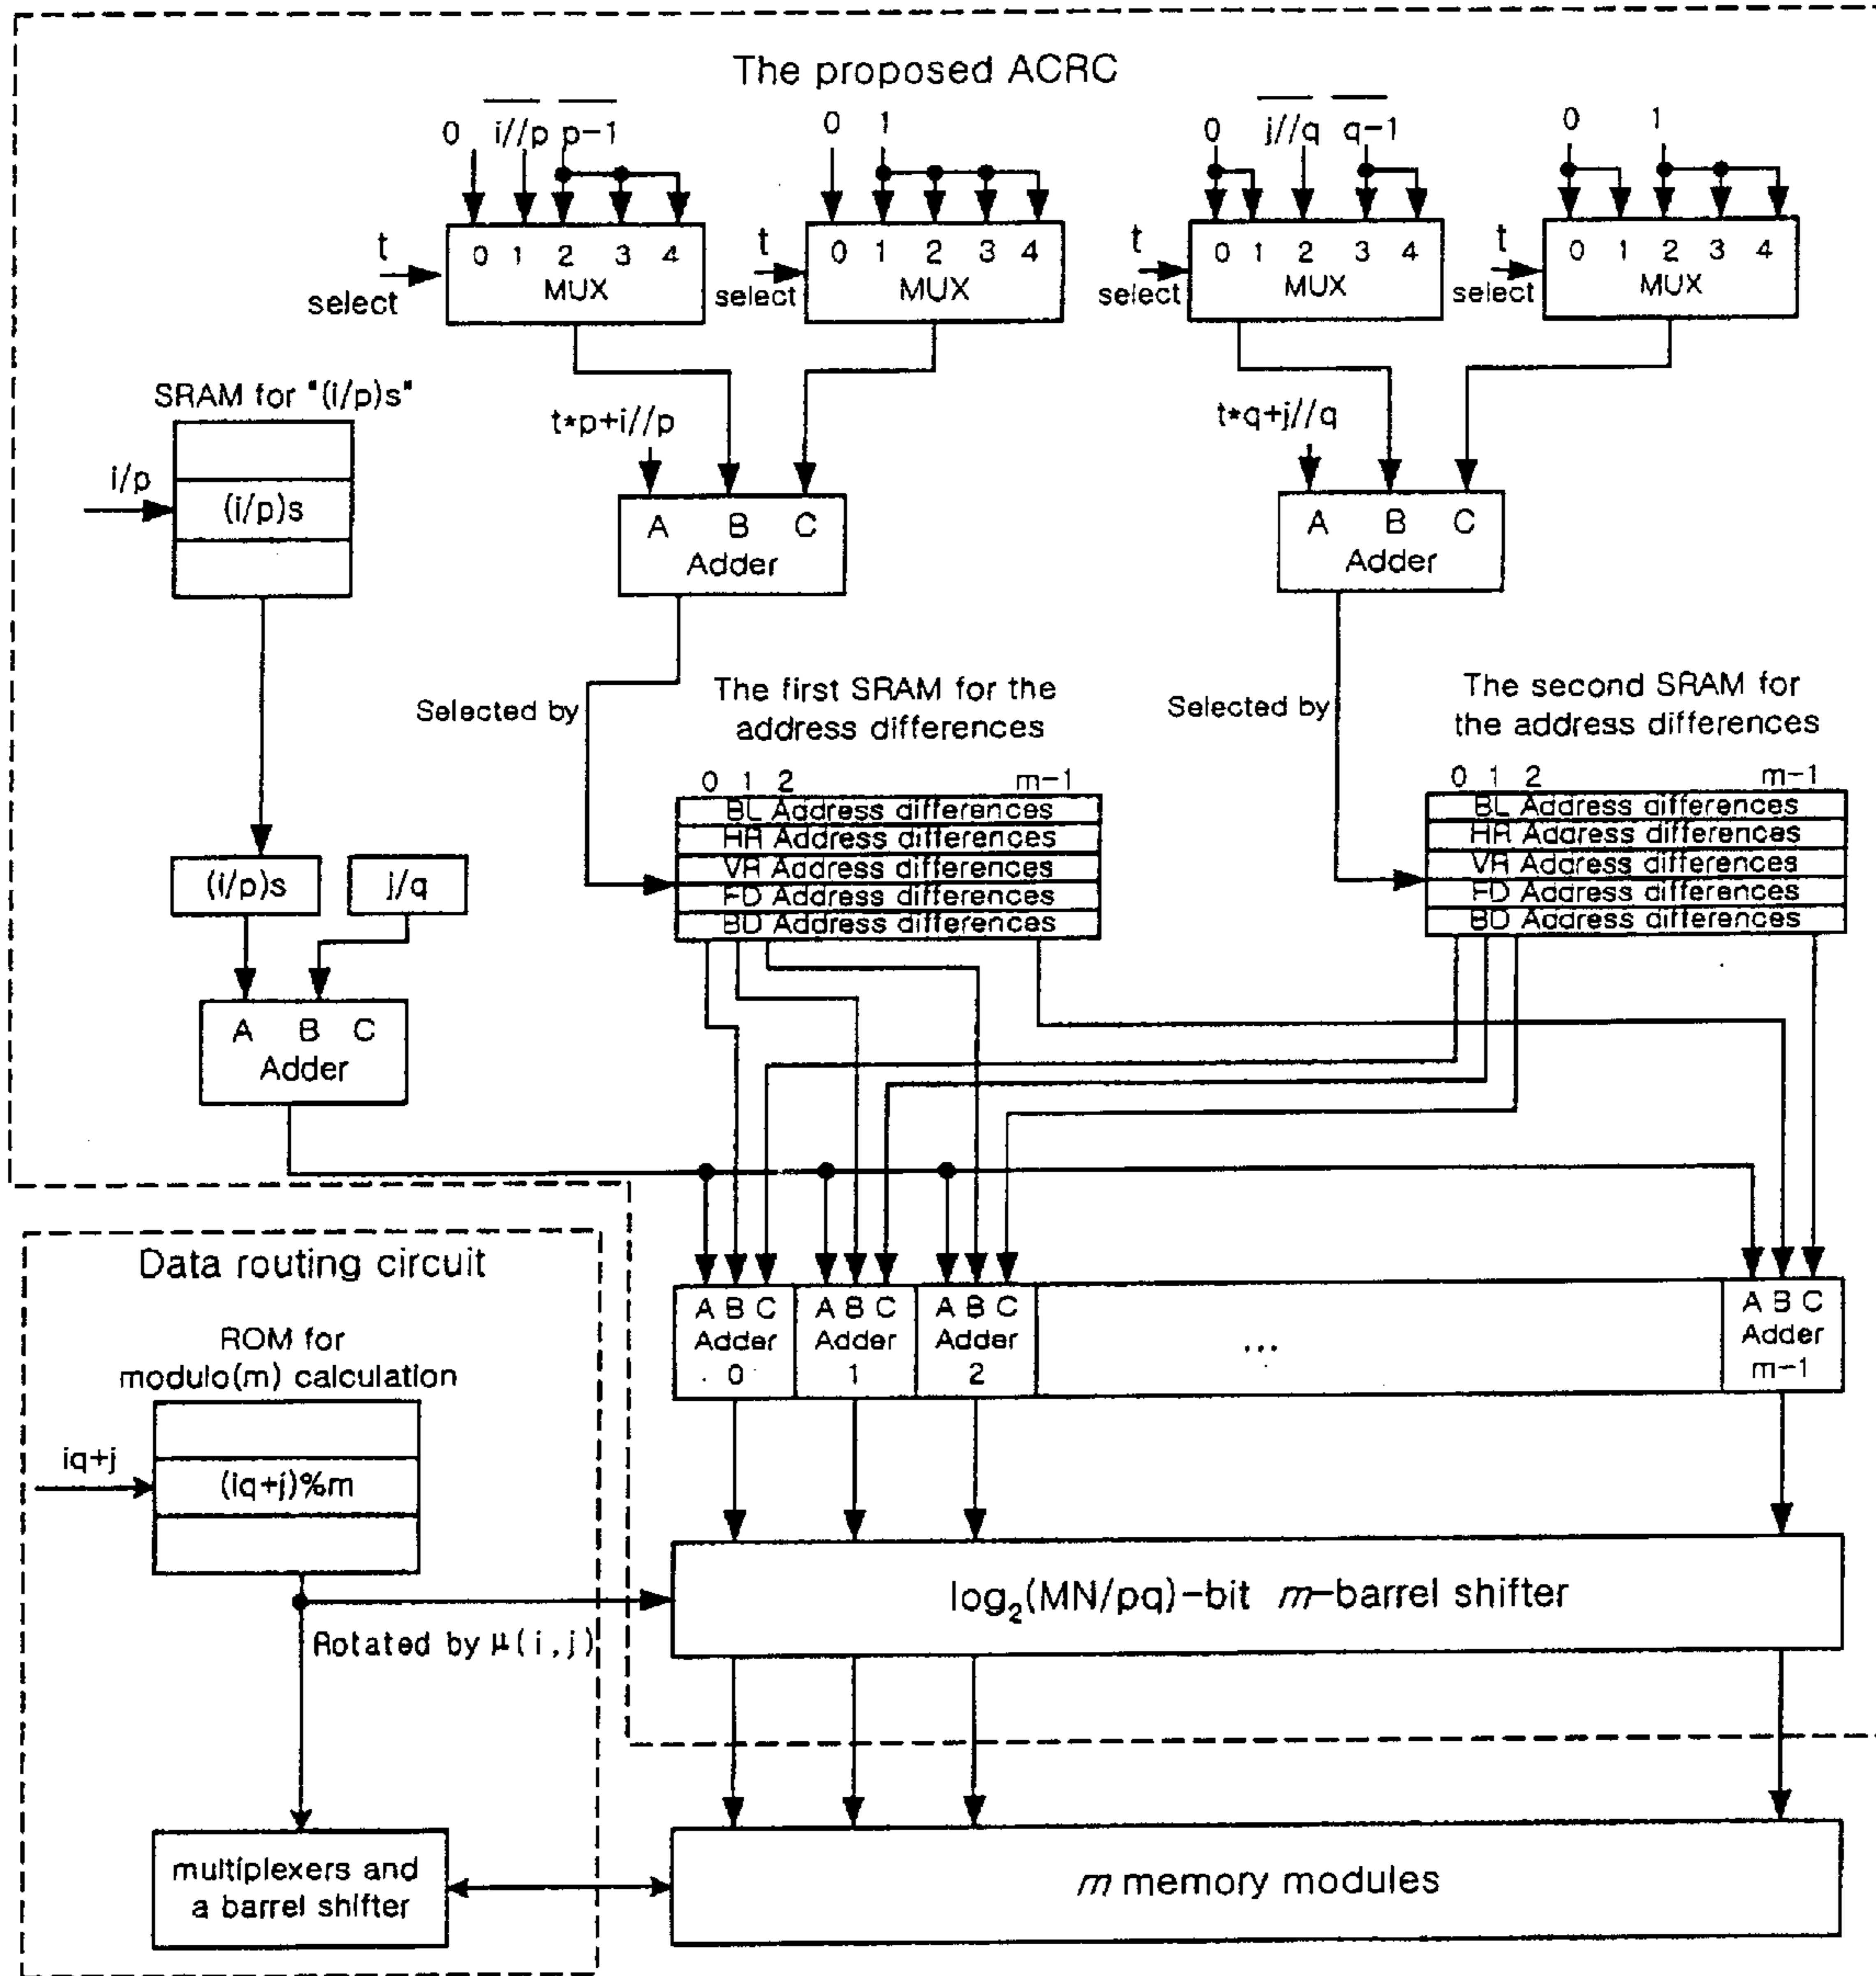 The proposed ACRC
0 i//p p-1
0 1
0 j//q q-1
0 1
t
select
0 1 2 3 4
MUX
t
select
0 1 2 3 4
MUX
t
select
0 1 2 3 4
MUX
t
select
0 1 2 3 4
MUX
SRAM for "(i/p)s"
i/p
(i/p)s
t*p+i//p
A B C
Adder
t*q+j//q
A B C
Adder
Selected by
The first SRAM for the
address differences
0 1 2 m-1
BL Address differences
HR Address differences
VR Address differences
FD Address differences
BD Address differences
Selected by
The second SRAM for
the address differences
0 1 2 m-1
BL Address differences
HR Address differences
VR Address differences
FD Address differences
BD Address differences
(i/p)s
j/q
A B C
Adder
A B C
Adder
0
A B C
Adder
1
A B C
Adder
2
...
A B C
Adder
m-1
Data routing circuit
ROM for
modulo(m) calculation
iq+j
(iq+j)%m
Rotated by μ(i,j)
log₂(MN/pq)-bit m-barrel shifter
multiplexers and
a barrel shifter
m memory modules